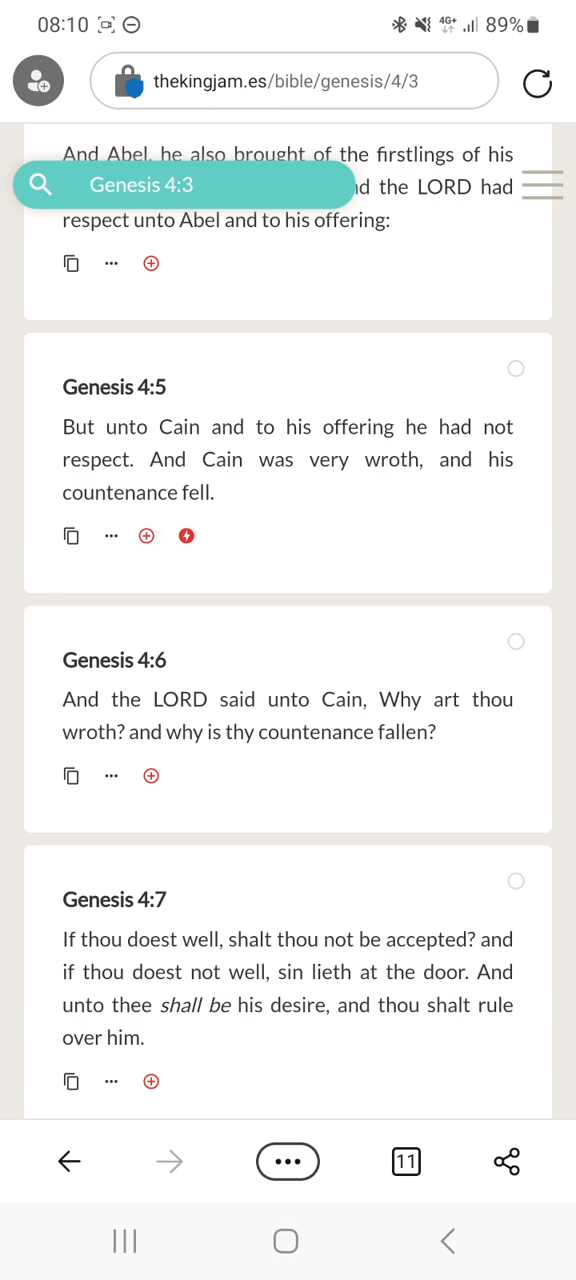 08:10
4G+
89%
thekingjam.es/bible/genesis/4/3
And Abel, he also brought of the firstlings of his
Genesis 4:3
the LORD had
respect unto Abel and to his offering:
Genesis 4:5
But unto Cain and to his offering he had not
respect. And Cain was very wroth, and his
countenance fell.
Genesis 4:6
And the LORD said unto Cain, Why art thou
wroth? and why is thy countenance fallen?
Genesis 4:7
If thou doest well, shalt thou not be accepted? and
if thou doest not well, sin lieth at the door. And
unto thee shall be his desire, and thou shalt rule
over him.
11